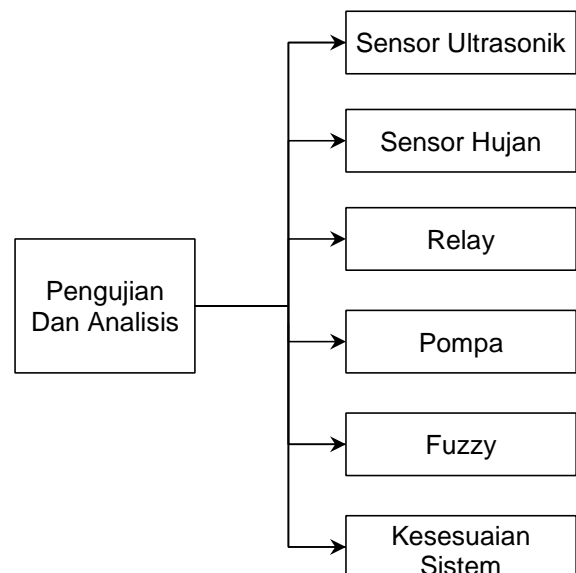 Sensor Ultrasonik
Sensor Hujan
Relay
Pengujian
Dan Analisis
Pompa
Fuzzy
Kesesuaian
Sistem